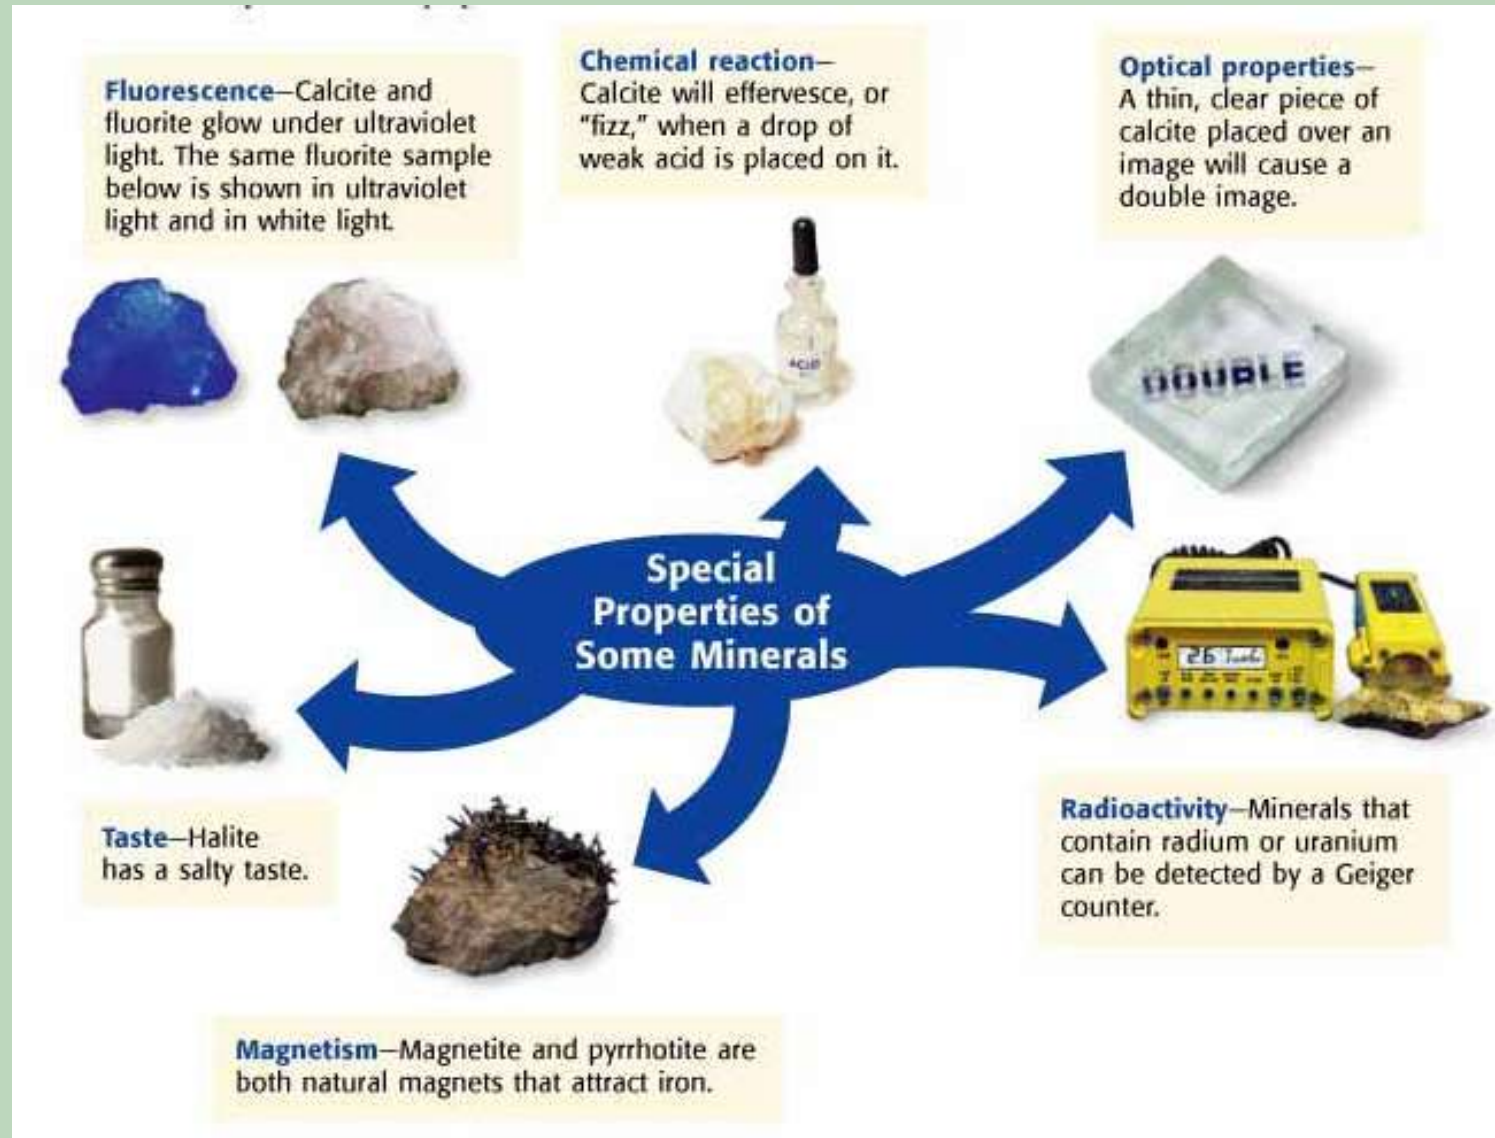 Fluorescence—Calcite and
fluorite glow under ultraviolet
light. The same fluorite sample
below is shown in ultraviolet
light and in white light.
Chemical reaction—
Calcite will effervesce, or
"fizz," when a drop of
weak acid is placed on it.
Optical properties—
A thin, clear piece of
calcite placed over an
image will cause a
double image.
ACID
DOUBLE
Special
Properties of
Some Minerals
Taste—Halite
has a salty taste.
Radioactivity—Minerals that
contain radium or uranium
can be detected by a Geiger
counter.
Magnetism—Magnetite and pyrrhotite are
both natural magnets that attract iron.